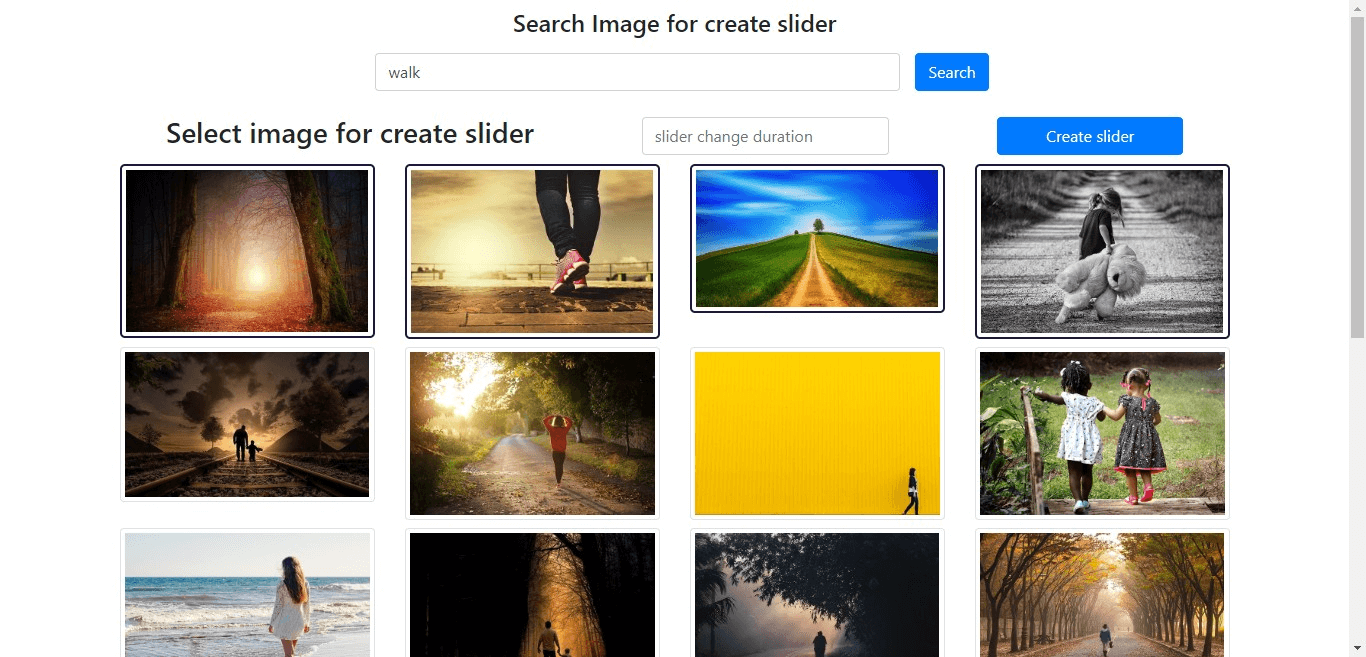 Search Image for create slider
walk
Search
Select image for create slider
slider change duration
Create slider